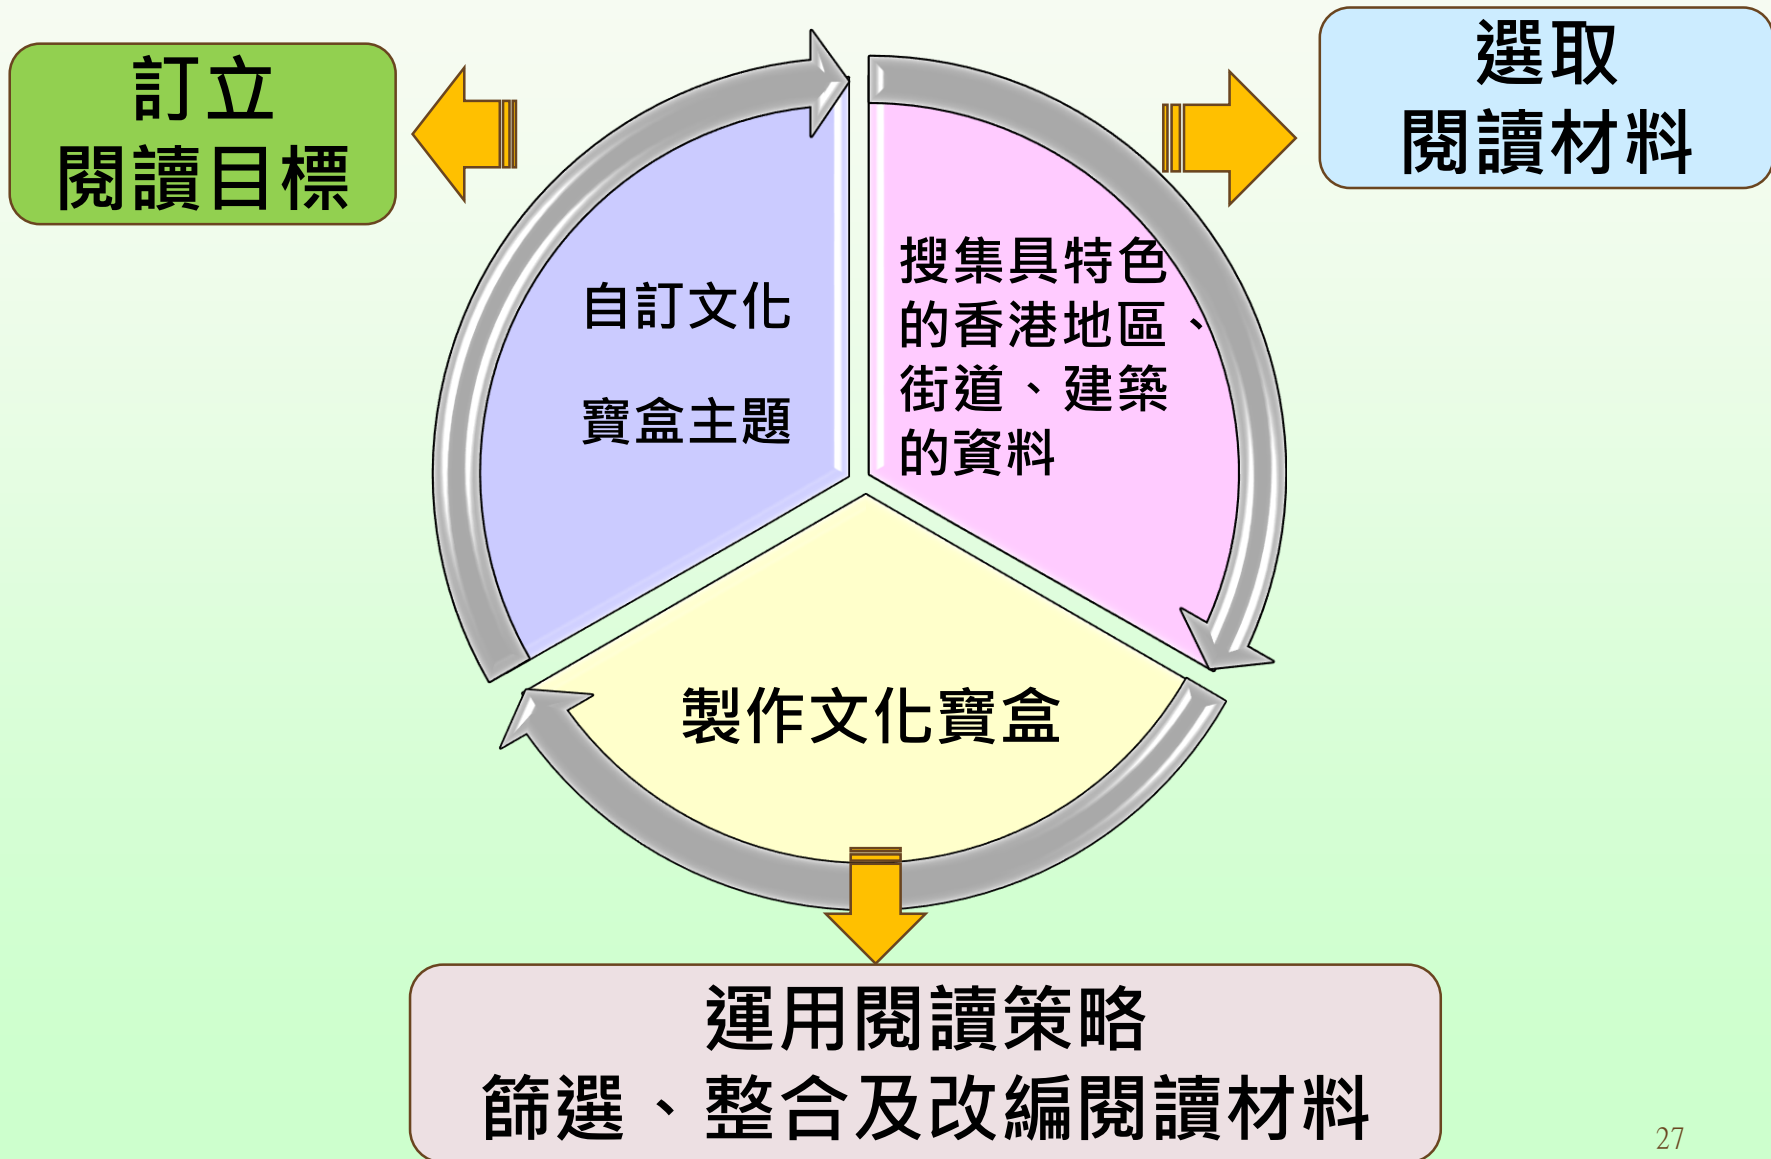 訂立
閱讀目標
選取
閱讀材料
自訂文化
寶盒主題
搜集具特色
的香港地區、
街道、建築
的資料
製作文化寶盒
運用閱讀策略
篩選、整合及改編閱讀材料
27